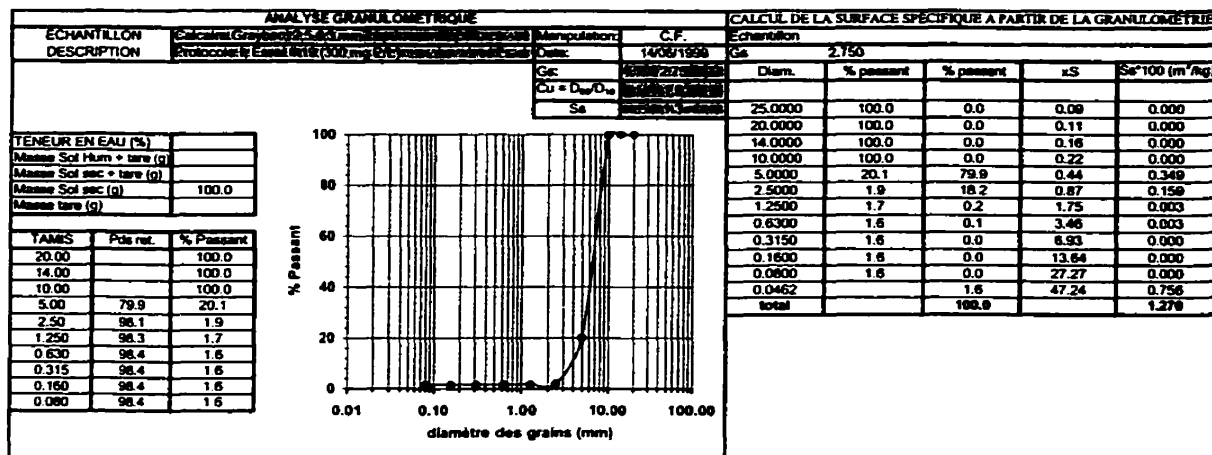 ANALYSE GRANULOMÉTRIQUE
ÉCHANTILLON
Manipulation: C.F.
DESCRIPTION
Date: 14/06/1999
Gs:
Cu = D60/D10
Ss
TENEUR EN EAU (%)
Masse Sol Hum + tare (g)
Masse Sol sec + tare (g)
Masse Sol sec (g) 100.0
Masse tare (g)
TAMIS Pds ret. % Passant
20.00 100.0
14.00 100.0
10.00 100.0
5.00 79.9 20.1
2.50 98.1 1.9
1.250 98.3 1.7
0.630 98.4 1.6
0.315 98.4 1.6
0.160 98.4 1.6
0.080 98.4 1.6
% Passant
100
80
60
40
20
0
0.01 0.10 1.00 10.00 100.00
diamètre des grains (mm)
CALCUL DE LA SURFACE SPÉCIFIQUE A PARTIR DE LA GRANULOMÉTRIE
Echantillon
Gs 2.750
Diam. % passant % passant xS Ss*100 (m²/kg)
25.0000 100.0 0.0 0.09 0.000
20.0000 100.0 0.0 0.11 0.000
14.0000 100.0 0.0 0.16 0.000
10.0000 100.0 0.0 0.22 0.000
5.0000 20.1 79.9 0.44 0.349
2.5000 1.9 18.2 0.87 0.159
1.2500 1.7 0.2 1.75 0.003
0.6300 1.6 0.1 3.46 0.003
0.3150 1.6 0.0 6.93 0.000
0.1600 1.6 0.0 13.64 0.000
0.0800 1.6 0.0 27.27 0.000
0.0462 1.6 47.24 0.756
total 100.0 1.270